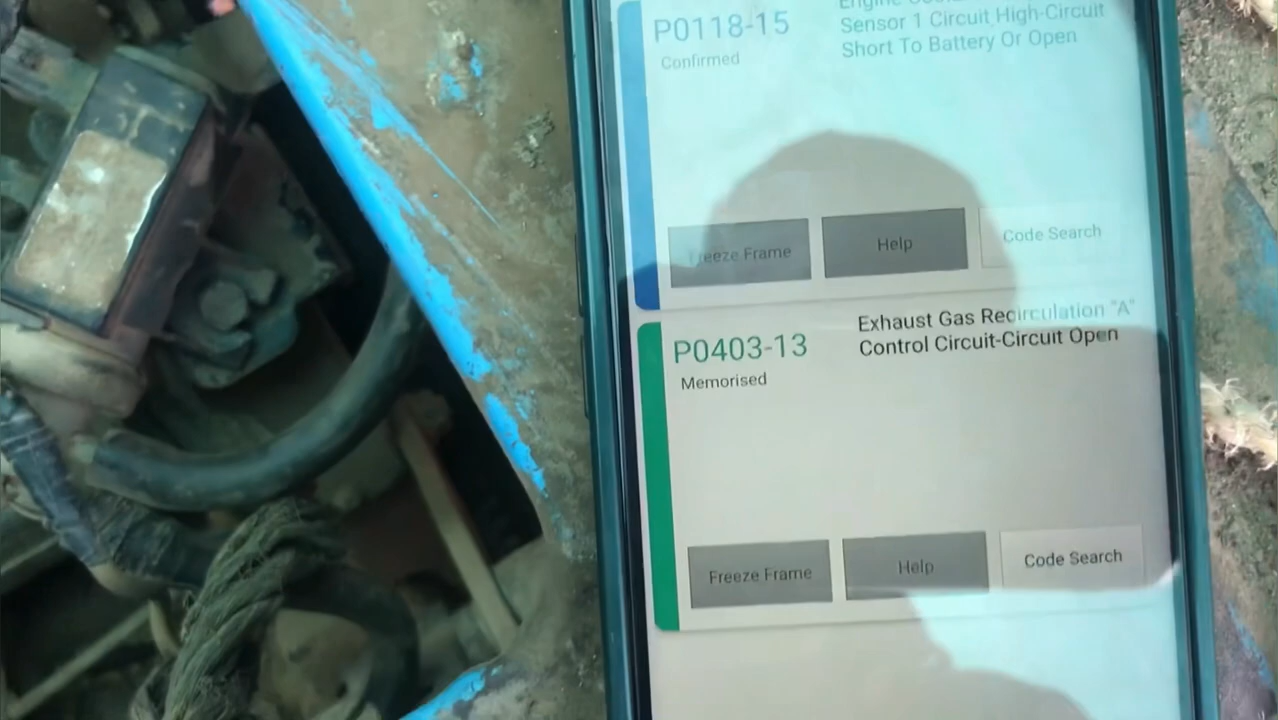 P0118-15
Confirmed
Engine
Sensor 1 Circuit High-Circuit
Short To Battery Or Open
Freeze Frame
Help
Code Search
P0403-13
Memorised
Exhaust Gas Recirculation "A"
Control Circuit-Circuit Open
Freeze Frame
Help
Code Search